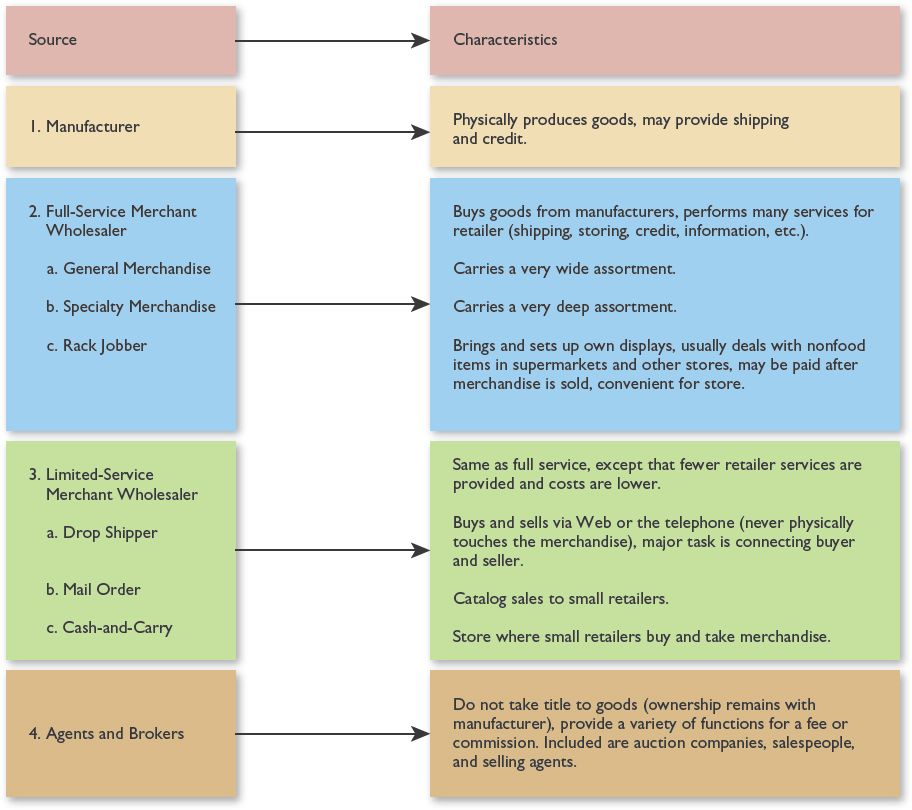 Source
Characteristics
1. Manufacturer
Physically produces goods, may provide shipping
and credit.
2. Full-Service Merchant
Wholesaler
a. General Merchandise
b. Specialty Merchandise
c. Rack Jobber
Buys goods from manufacturers, performs many services for
retailer (shipping, storing, credit, information, etc.).
Carries a very wide assortment.
Carries a very deep assortment.
Brings and sets up own displays, usually deals with nonfood
items in supermarkets and other stores, may be paid after
merchandise is sold, convenient for store.
3. Limited-Service
Merchant Wholesaler
a. Drop Shipper
b. Mail Order
c. Cash-and-Carry
Same as full service, except that fewer retailer services are
provided and costs are lower.
Buys and sells via Web or the telephone (never physically
touches the merchandise), major task is connecting buyer
and seller.
Catalog sales to small retailers.
Store where small retailers buy and take merchandise.
4. Agents and Brokers
Do not take title to goods (ownership remains with
manufacturer), provide a variety of functions for a fee or
commission. Included are auction companies, salespeople,
and selling agents.